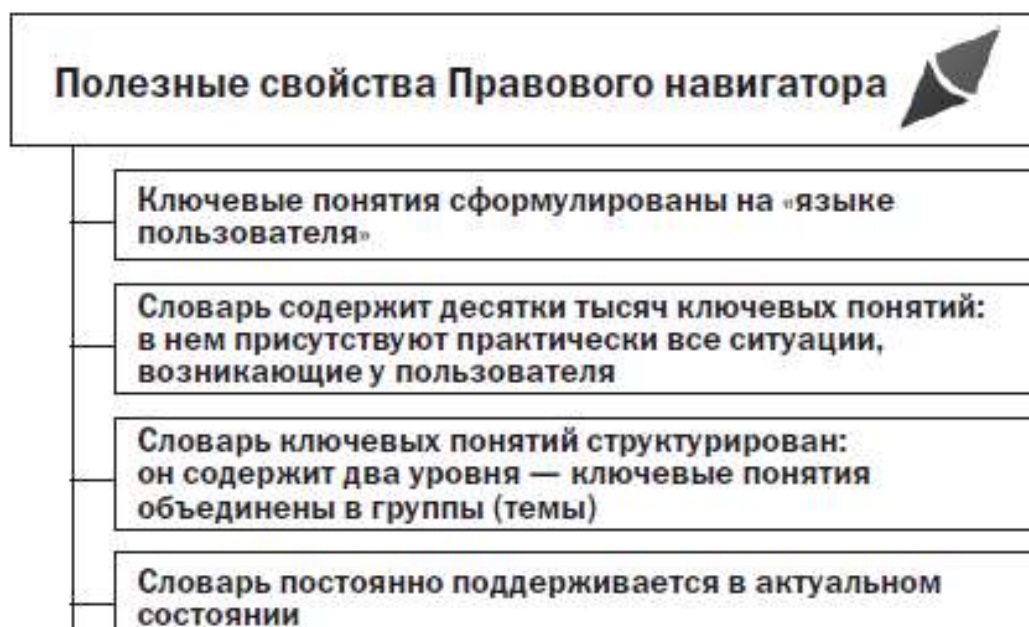 Полезные свойства Правового навигатора
Ключевые понятия сформулированы на «языке
пользователя»
Словарь содержит десятки тысяч ключевых понятий:
в нем присутствуют практически все ситуации,
возникающие у пользователя
Словарь ключевых понятий структурирован:
он содержит два уровня — ключевые понятия
объединены в группы (темы)
Словарь постоянно поддерживается в актуальном
состоянии